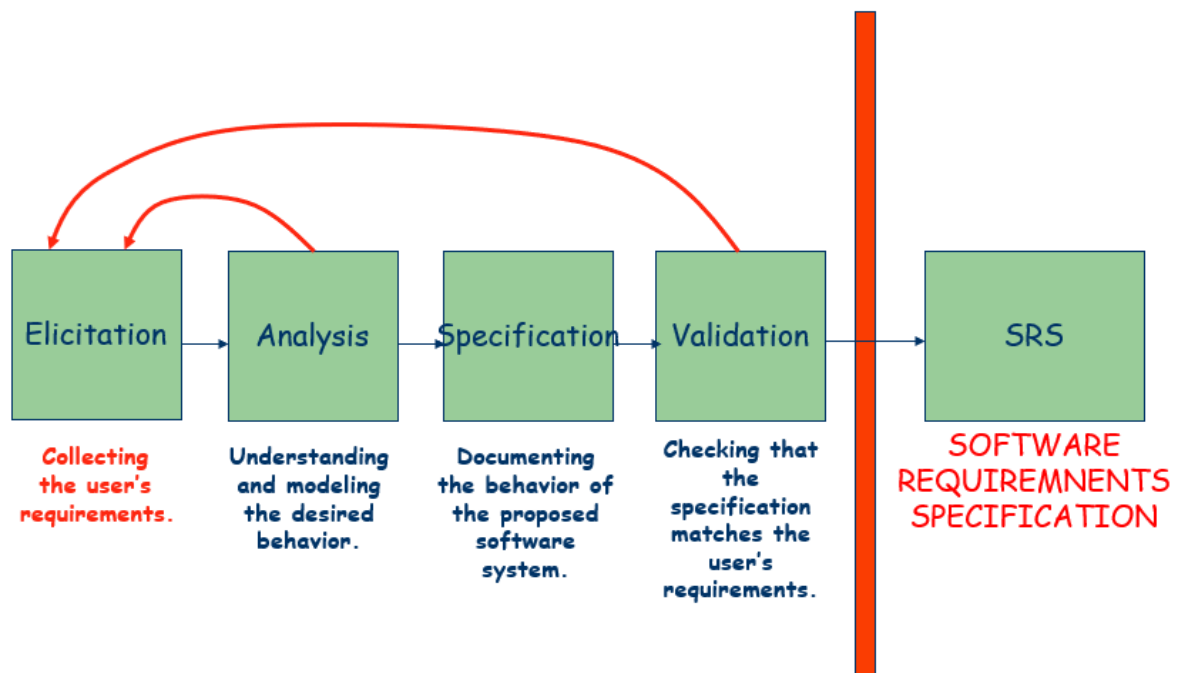 Elicitation
Analysis
Specification
Validation
SRS
Collecting
the user's
requirements.
Understanding
and modeling
the desired
behavior.
Documenting
the behavior of
the proposed
software
system.
Checking that
the
specification
matches the
user's
requirements.
SOFTWARE
REQUIREMNENTS
SPECIFICATION